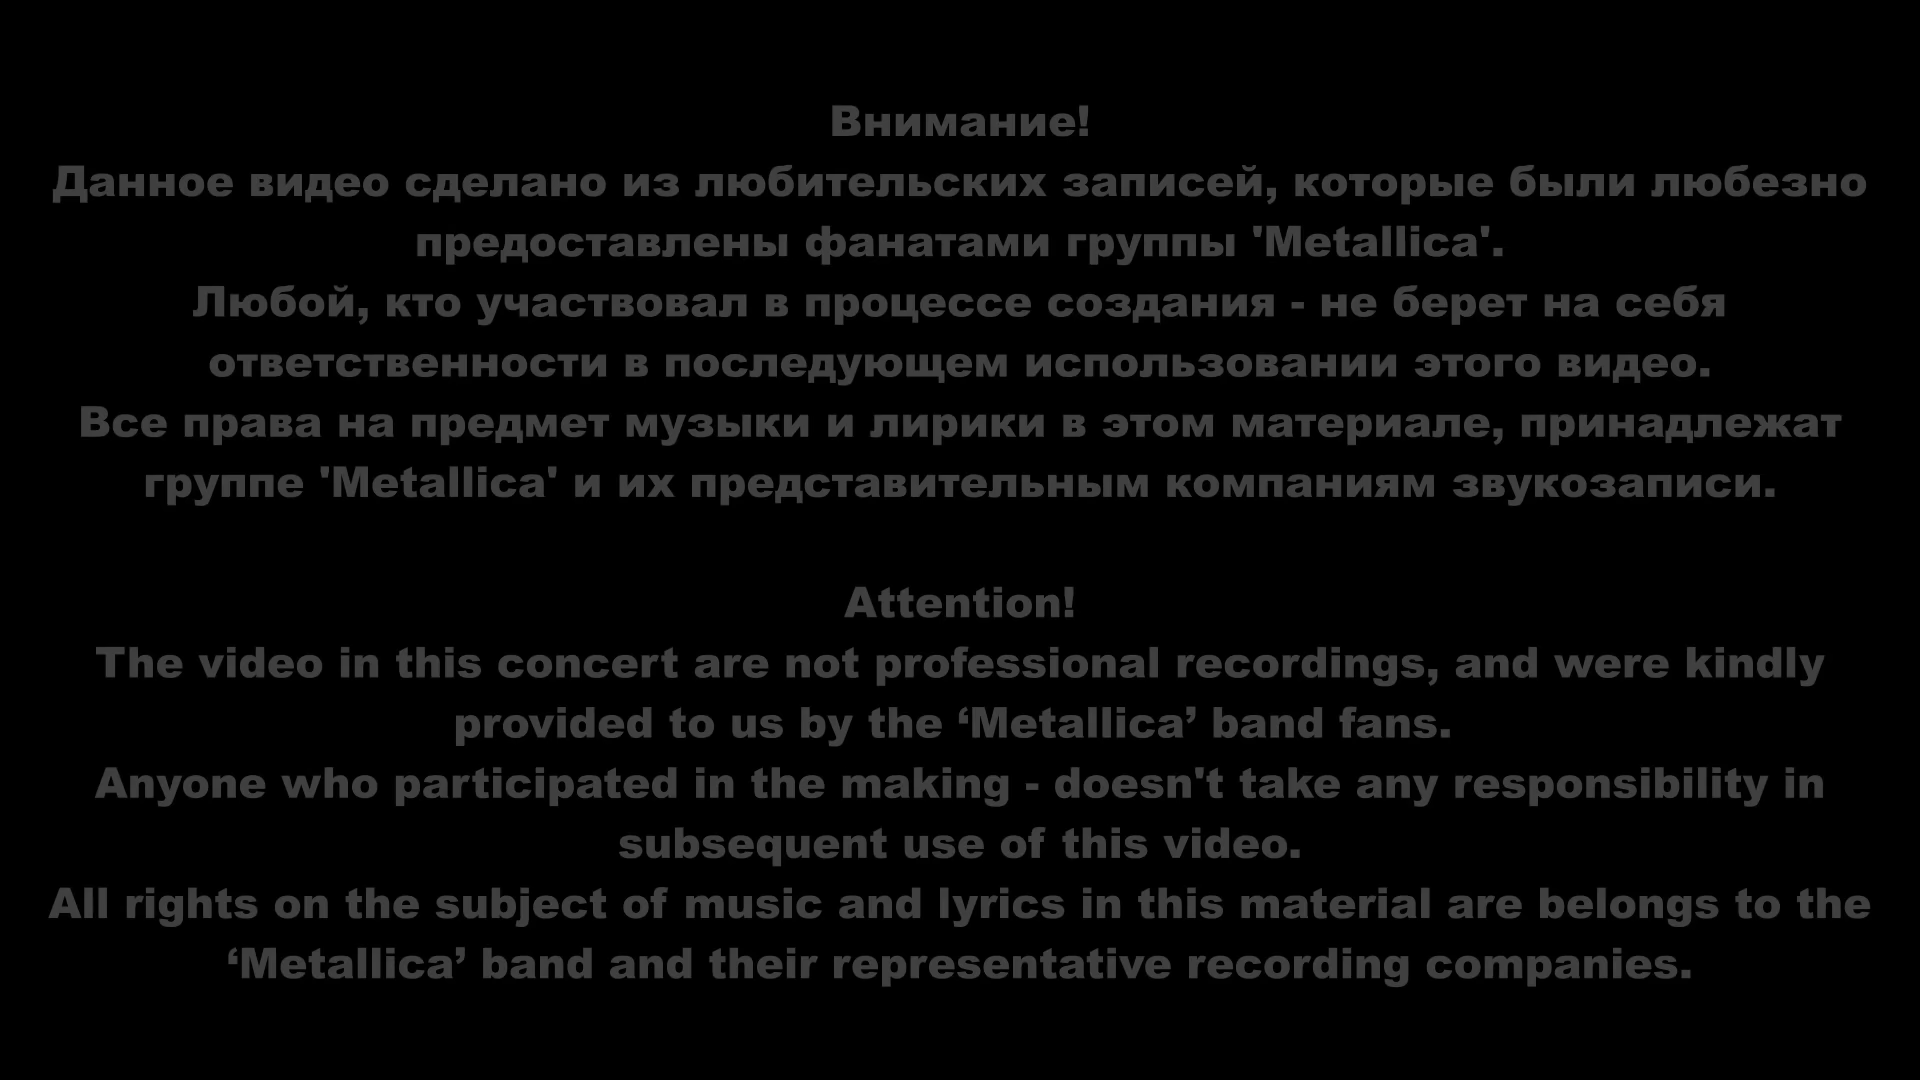 Внимание!
Данное видео сделано из любительских записей, которые были любезно
предоставлены фанатами группы 'Metallica'.
Любой, кто участвовал в процессе создания - не берет на себя
ответственности в последующем использовании этого видео.
Все права на предмет музыки и лирики в этом материале, принадлежат
группе 'Metallica' и их представительным компаниям звукозаписи.
Attention!
The video in this concert are not professional recordings, and were kindly
provided to us by the ‘Metallica’ band fans.
Anyone who participated in the making - doesn't take any responsibility in
subsequent use of this video.
All rights on the subject of music and lyrics in this material are belongs to the
‘Metallica’ band and their representative recording companies.